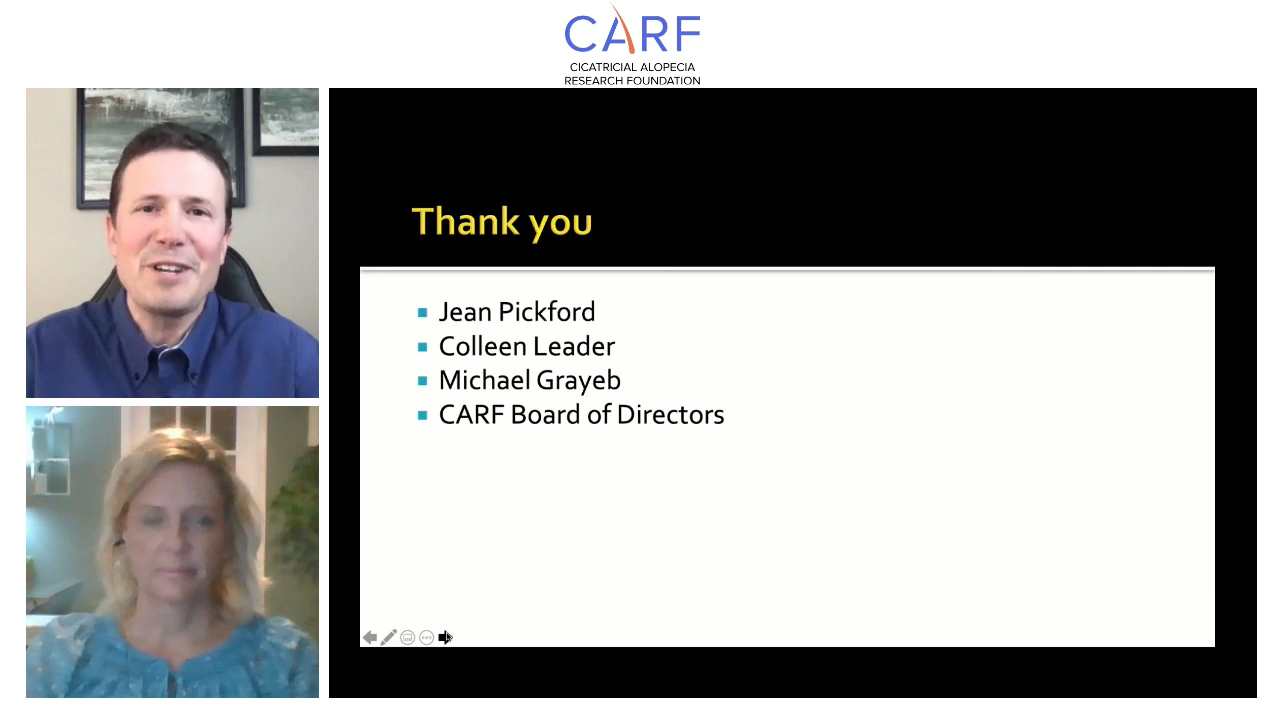 CARF
CICATRICIAL ALOPECIA
RESEARCH FOUNDATION
Thank you
Jean Pickford
Colleen Leader
Michael Grayeb
CARF Board of Directors